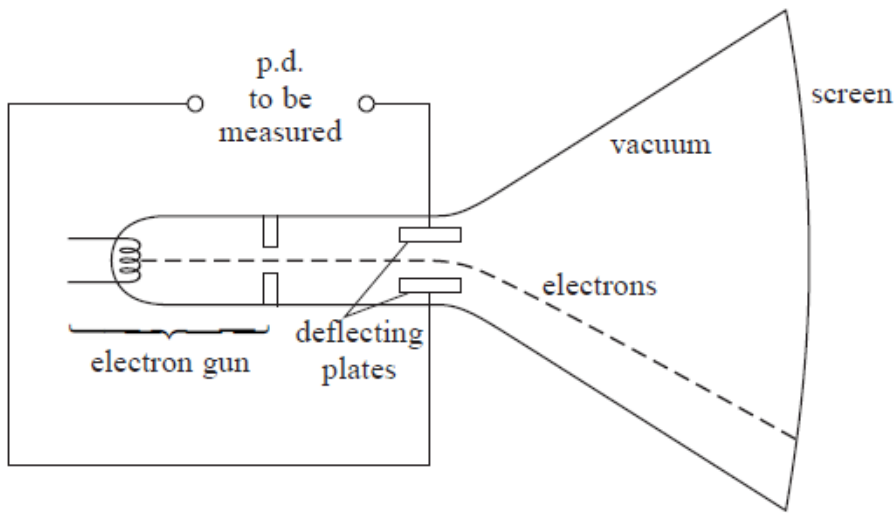 p.d.
to be
measured
screen
vacuum
electrons
deflecting
plates
electron gun